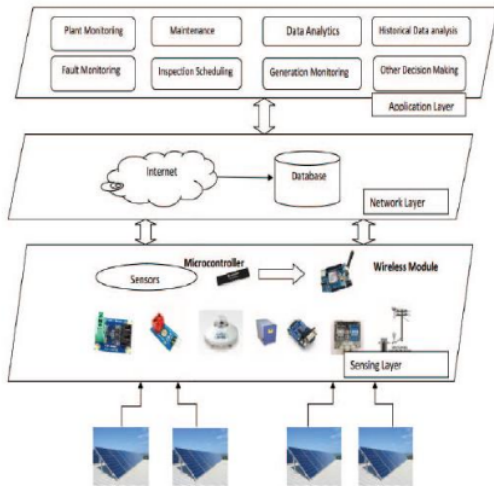 Plant Monitoring
Maintenance
Data Analytics
Historical Data analysis
Fault Monitoring
Inspection Scheduling
Generation Monitoring
Other Decision Making
Application Layer
Internet
Database
Network Layer
Microcontroller
Wireless Module
Sensors
Sensing Layer